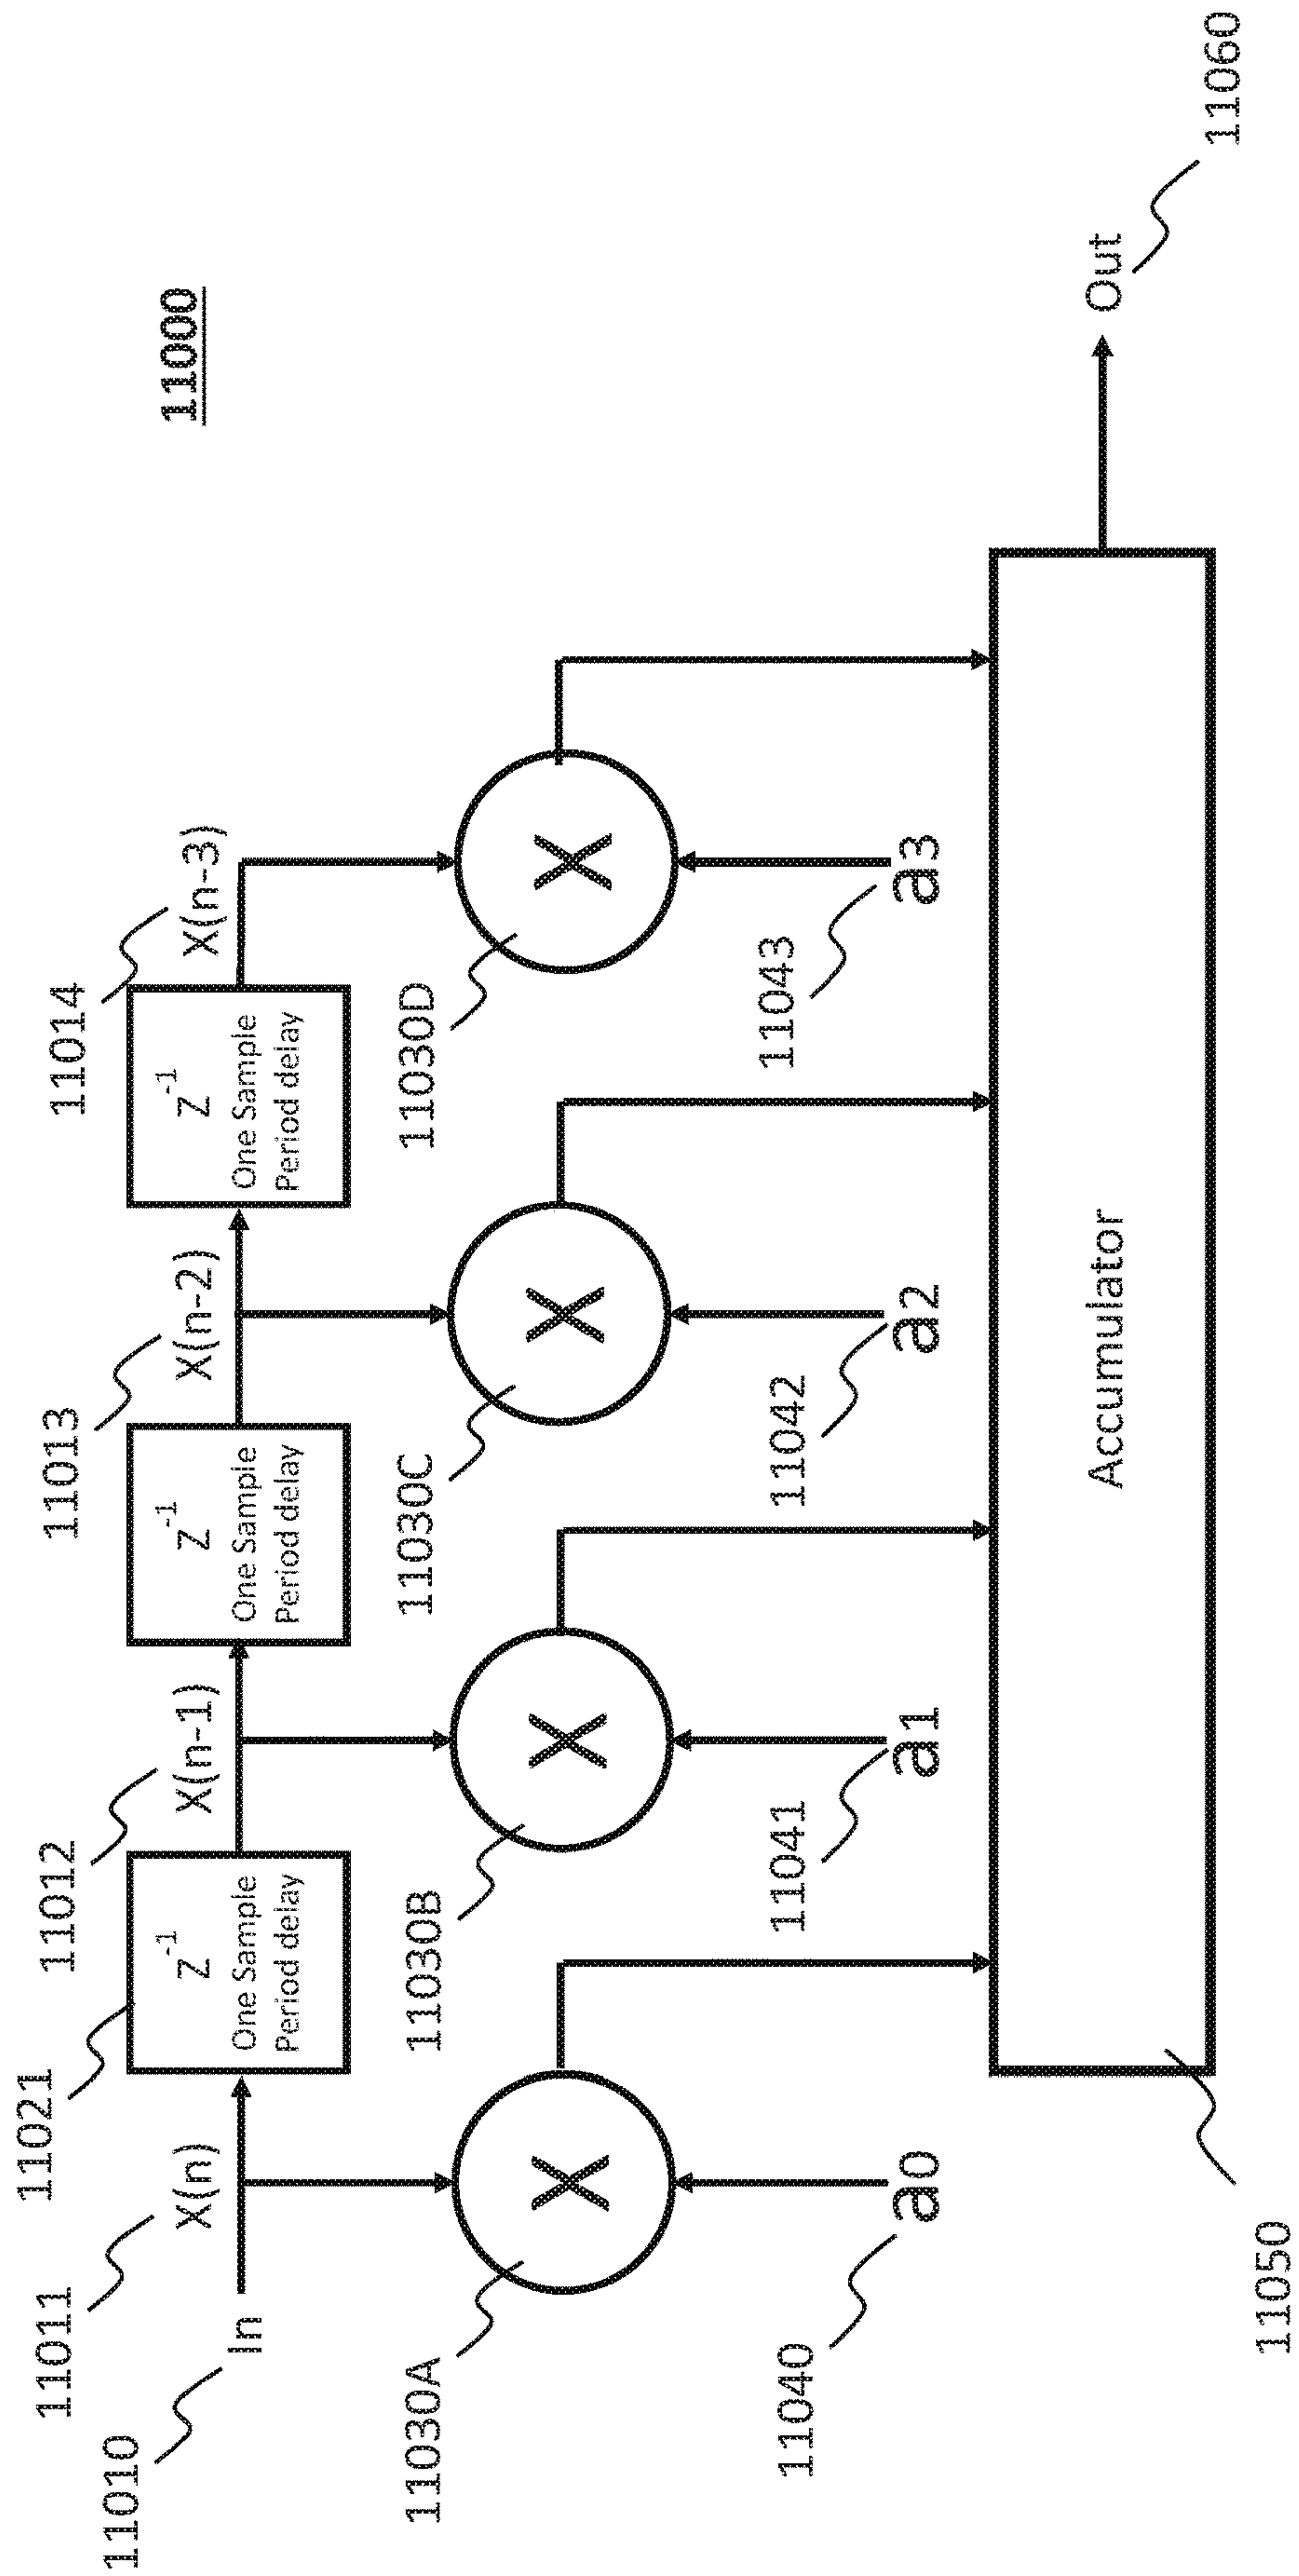 11000
11010
In
11011
X(n)
11021
Z-1
One Sample
Period delay
11012
X(n-1)
Z-1
One Sample
Period delay
11013
X(n-2)
Z-1
One Sample
Period delay
11014
X(n-3)
11030A
X
11030B
X
11030C
X
11030D
X
11040
a0
11041
a1
11042
a2
11043
a3
11050
Accumulator
Out
11060